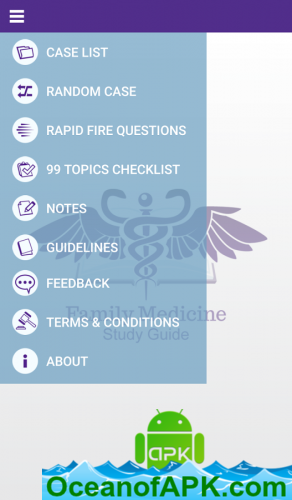 CASE LIST
RANDOM CASE
RAPID FIRE QUESTIONS
99 TOPICS CHECKLIST
NOTES
GUIDELINES
FEEDBACK
Family Medicine
TERMS & CONDITIONS
Study Guide
ABOUT
APK
OceanofAPK.com